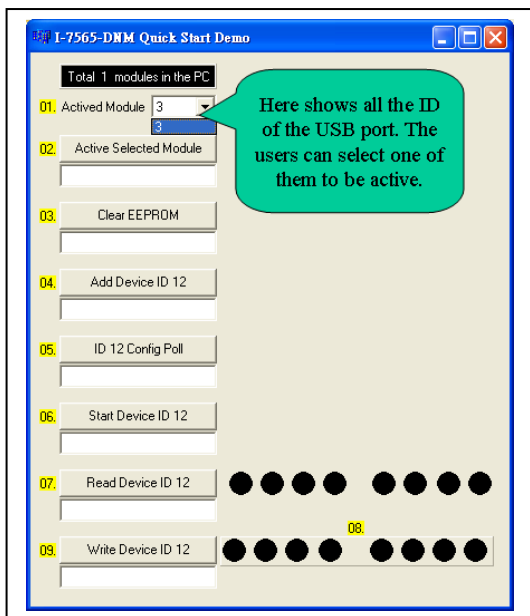 I-7565-DNM Quick Start Demo
Total 1 modules in the PC
01. Actived Module 3
3
Here shows all the ID
of the USB port. The
users can select one of
them to be active.
02. Active Selected Module
03. Clear EEPROM
04. Add Device ID 12
05. ID 12 Config Poll
06. Start Device ID 12
07. Read Device ID 12
08.
09. Write Device ID 12